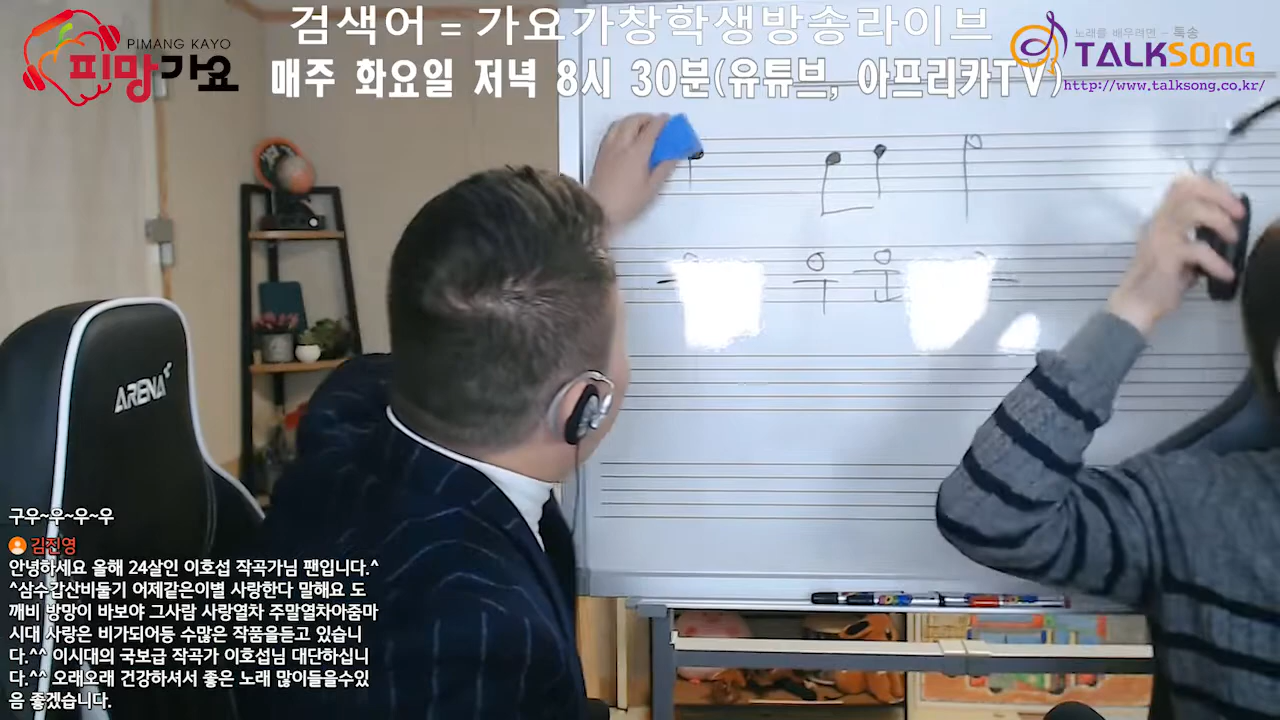 검색어 = 가요가창학생방송라이브
매주 화요일 저녁 8시 30분(유튜브, 아프리카TV)
PIMANG KAYO
피망가요
노래를 배우려면 - 톡송
TALKSONG
http://www.talksong.co.kr/
우 우
ARENA
구우~우~우~우
김진영
안녕하세요 올해 24살인 이호섭 작곡가님 팬입니다.^
^삼수갑산비둘기 어제같은이별 사랑한다 말해요 도
깨비 방망이 바보야 그사람 사랑열차 주말열차아줌마
시대 사랑은 비가되어등 수많은 작품을듣고 있습니
다.^^ 이시대의 국보급 작곡가 이호섭님 대단하십니
다.^^ 오래오래 건강하셔서 좋은 노래 많이들을수있
음 좋겠습니다.